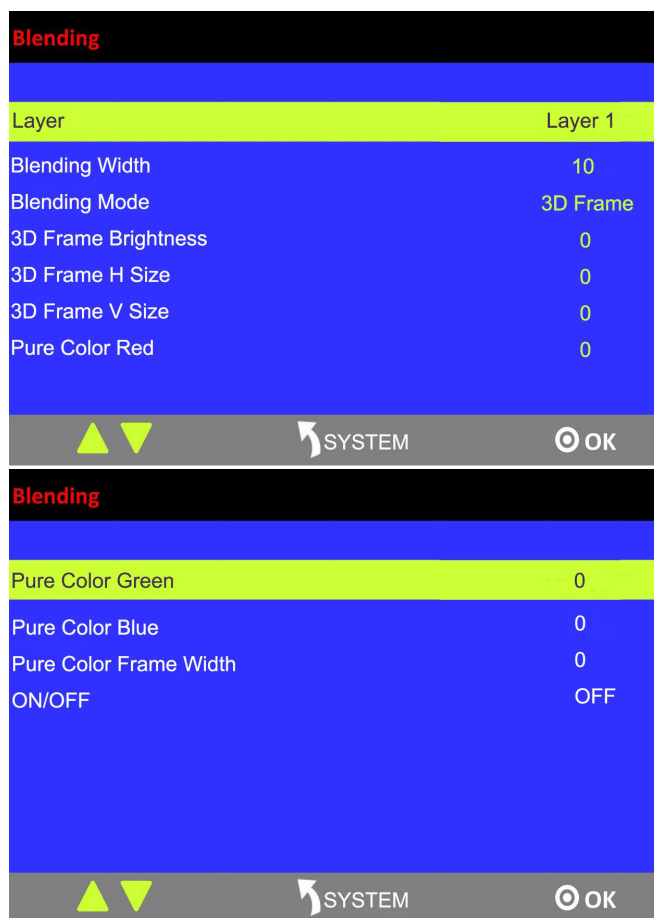 Blending
Layer Layer 1
Blending Width 10
Blending Mode 3D Frame
3D Frame Brightness 0
3D Frame H Size 0
3D Frame V Size 0
Pure Color Red 0
SYSTEM OK
Blending
Pure Color Green 0
Pure Color Blue 0
Pure Color Frame Width 0
ON/OFF OFF
SYSTEM OK